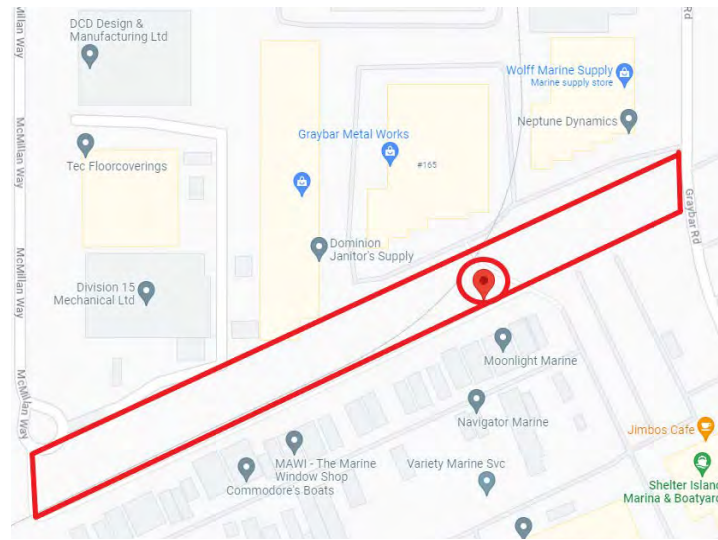 DCD Design &
Manufacturing Ltd
McMillan Way
McMillan Way
Tec Floorcoverings
Graybar Metal Works
#165
Wolff Marine Supply
Marine supply store
Neptune Dynamics
Rd
Graybar Rd
McMillan Way
Dominion
Janitor's Supply
Division 15
Mechanical Ltd
McMillan Way
Moonlight Marine
Navigator Marine
Jimbos Cafe
MAWI - The Marine
Window Shop
Commodore's Boats
Variety Marine Svc
Shelter Island
Marina & Boatyard